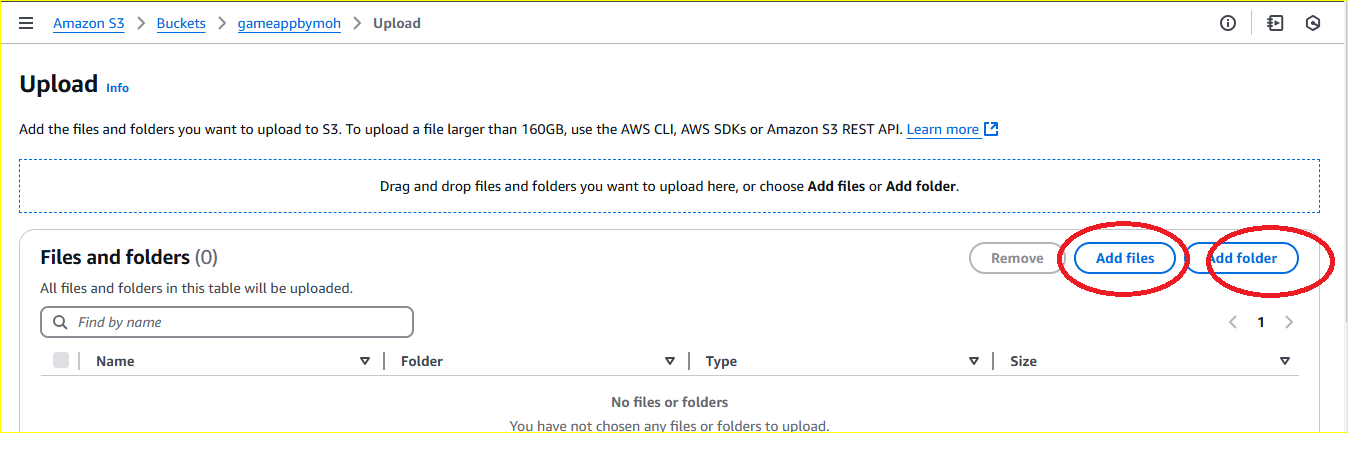 Amazon S3 > Buckets > gameappbymoh > Upload
Upload Info
Add the files and folders you want to upload to S3. To upload a file larger than 160GB, use the AWS CLI, AWS SDKs or Amazon S3 REST API. Learn more
Drag and drop files and folders you want to upload here, or choose Add files or Add folder.
Files and folders (0)
Remove
Add files
Add folder
All files and folders in this table will be uploaded.
Find by name
1
Name
Folder
Type
Size
No files or folders
You have not chosen any files or folders to upload.